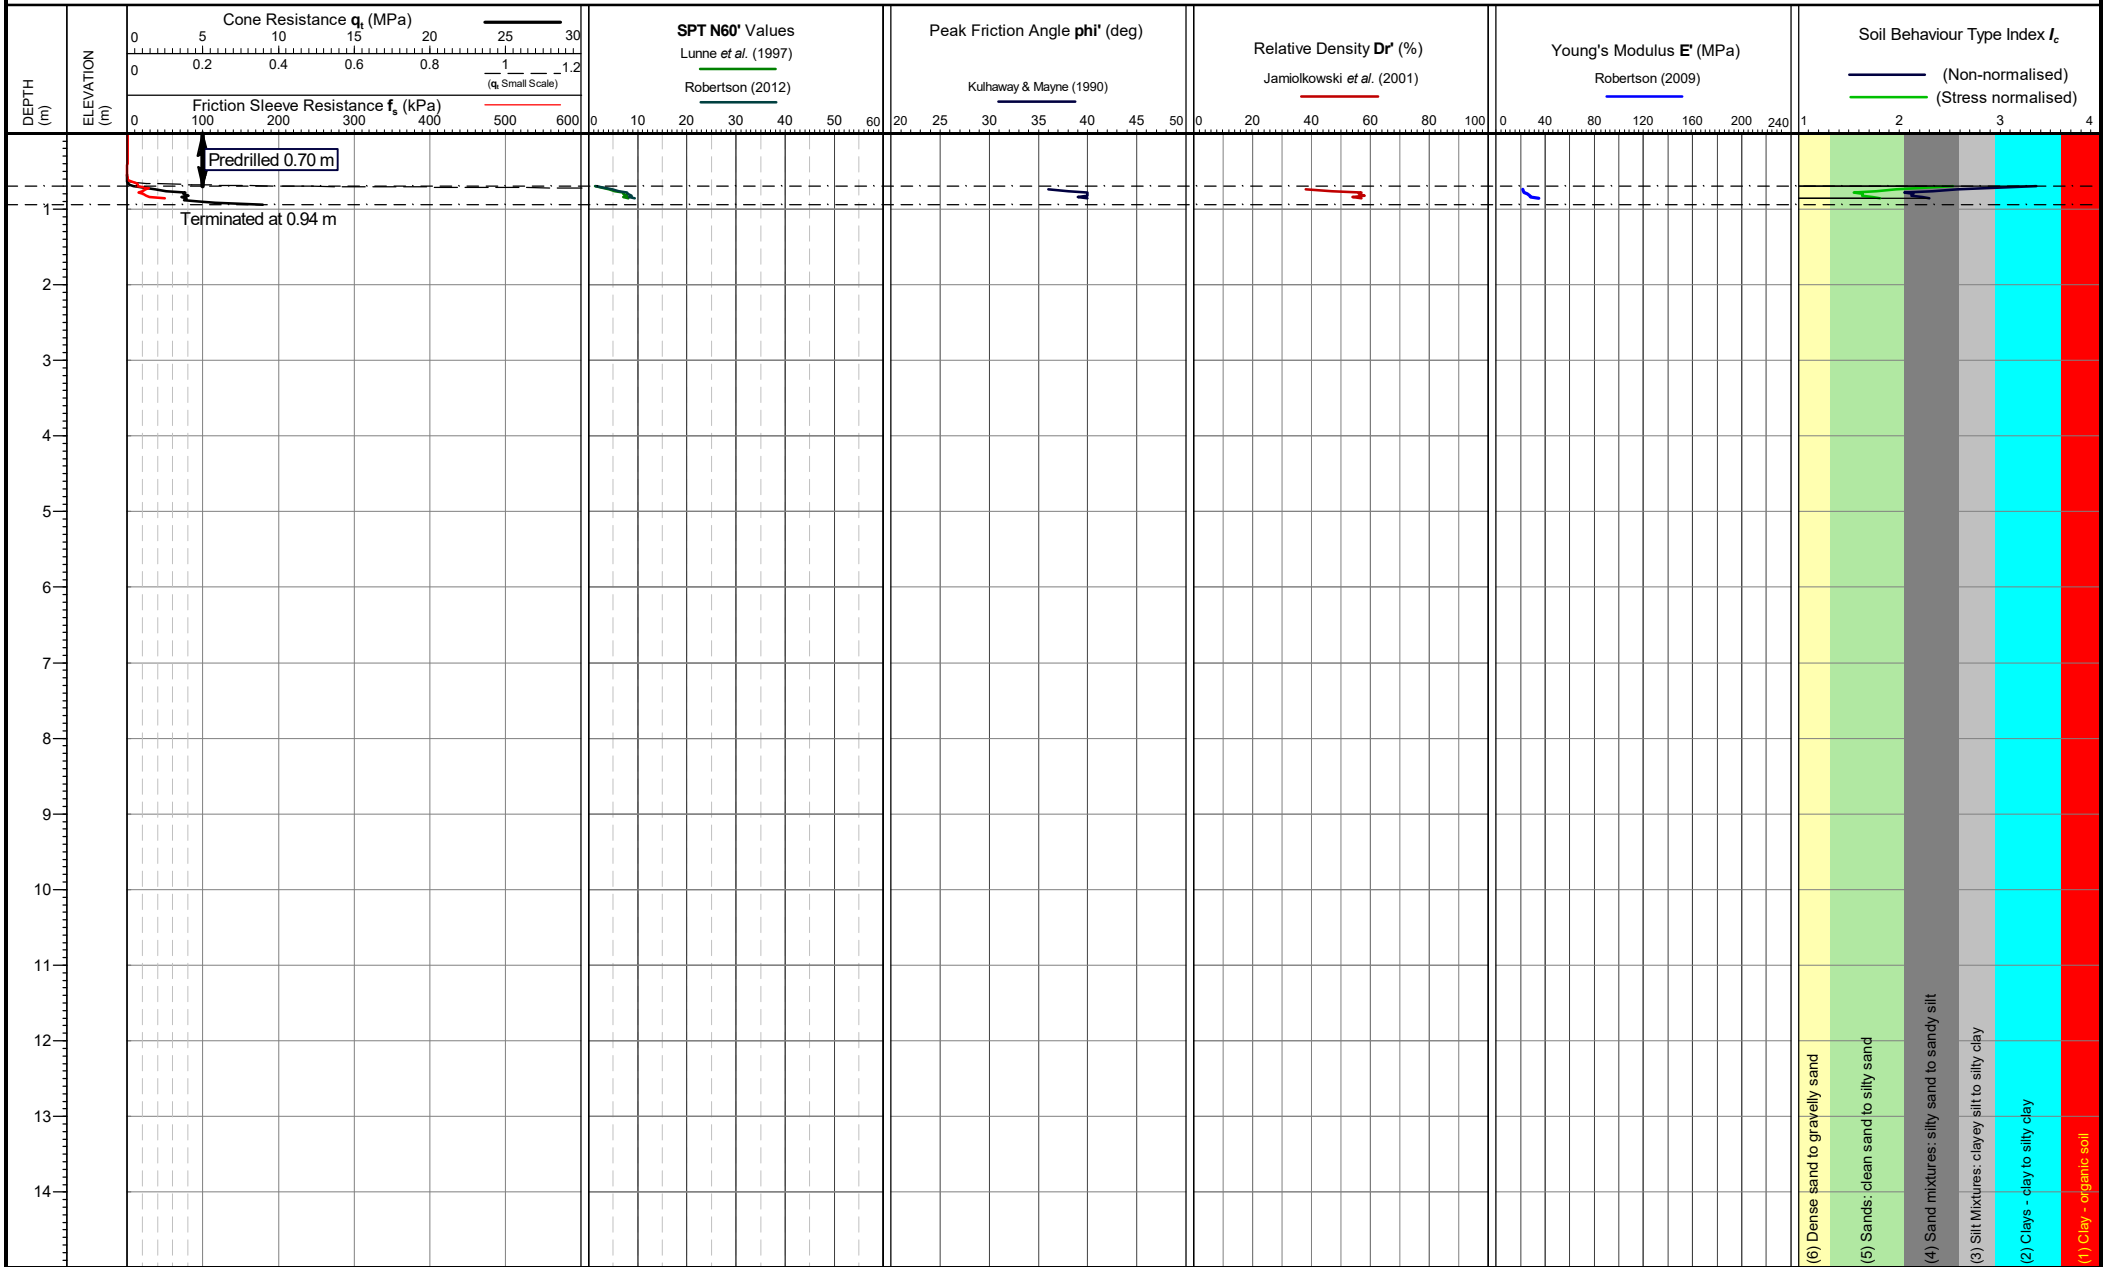 DEPTH (m)
ELEVATION (m)
Cone Resistance qt (MPa)
0 5 10 15 20 25 30
0 0.2 0.4 0.6 0.8 1 1.2
(qt Small Scale)
Friction Sleeve Resistance fs (kPa)
0 100 200 300 400 500 600
SPT N60' Values
Lunne et al. (1997)
Robertson (2012)
0 10 20 30 40 50 60
Peak Friction Angle phi' (deg)
Kulhaway & Mayne (1990)
20 25 30 35 40 45 50
Relative Density Dr' (%)
Jamiolkowski et al. (2001)
0 20 40 60 80 100
Young's Modulus E' (MPa)
Robertson (2009)
0 40 80 120 160 200 240
Soil Behaviour Type Index Ic
(Non-normalised)
(Stress normalised)
1 2 3 4
Predrilled 0.70 m
Terminated at 0.94 m
1
2
3
4
5
6
7
8
9
10
11
12
13
14
(6) Dense sand to gravelly sand
(5) Sands: clean sand to silty sand
(4) Sand mixtures: silty sand to sandy silt
(3) Silt Mixtures: clayey silt to silty clay
(2) Clays - clay to silty clay
(1) Clay - organic soil